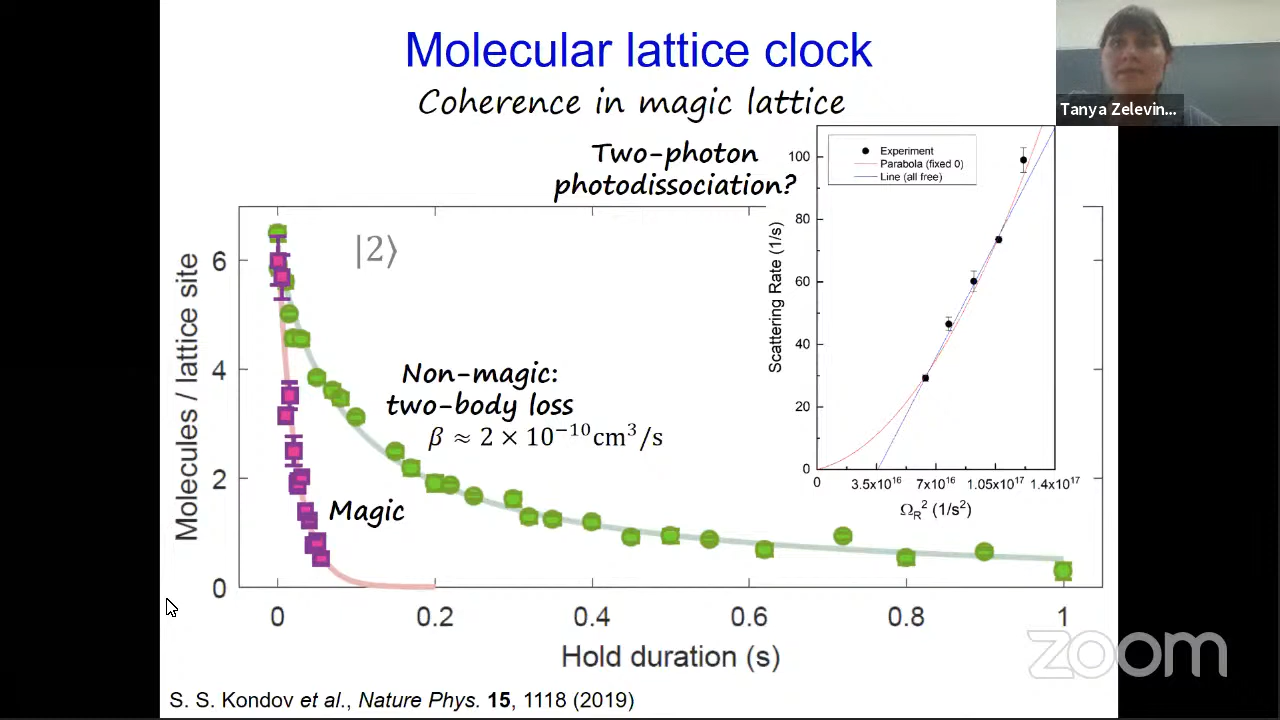 Molecular lattice clock
Coherence in magic lattice
Tanya Zelevin...
Two-photon
photodissociation?
Experiment
Parabola (fixed 0)
Line (all free)
100
80
60
40
20
0
Scattering Rate (1/s)
0
3.5x10¹⁶
7x10¹⁶
1.05x10¹⁷
1.4x10¹⁷
Ω_R² (1/s²)
|2⟩
Non-magic:
two-body loss
β ≈ 2 × 10⁻¹⁰cm³/s
Magic
6
4
2
0
Molecules / lattice site
0
0.2
0.4
0.6
0.8
1
Hold duration (s)
zoom
S. S. Kondov et al., Nature Phys. 15, 1118 (2019)